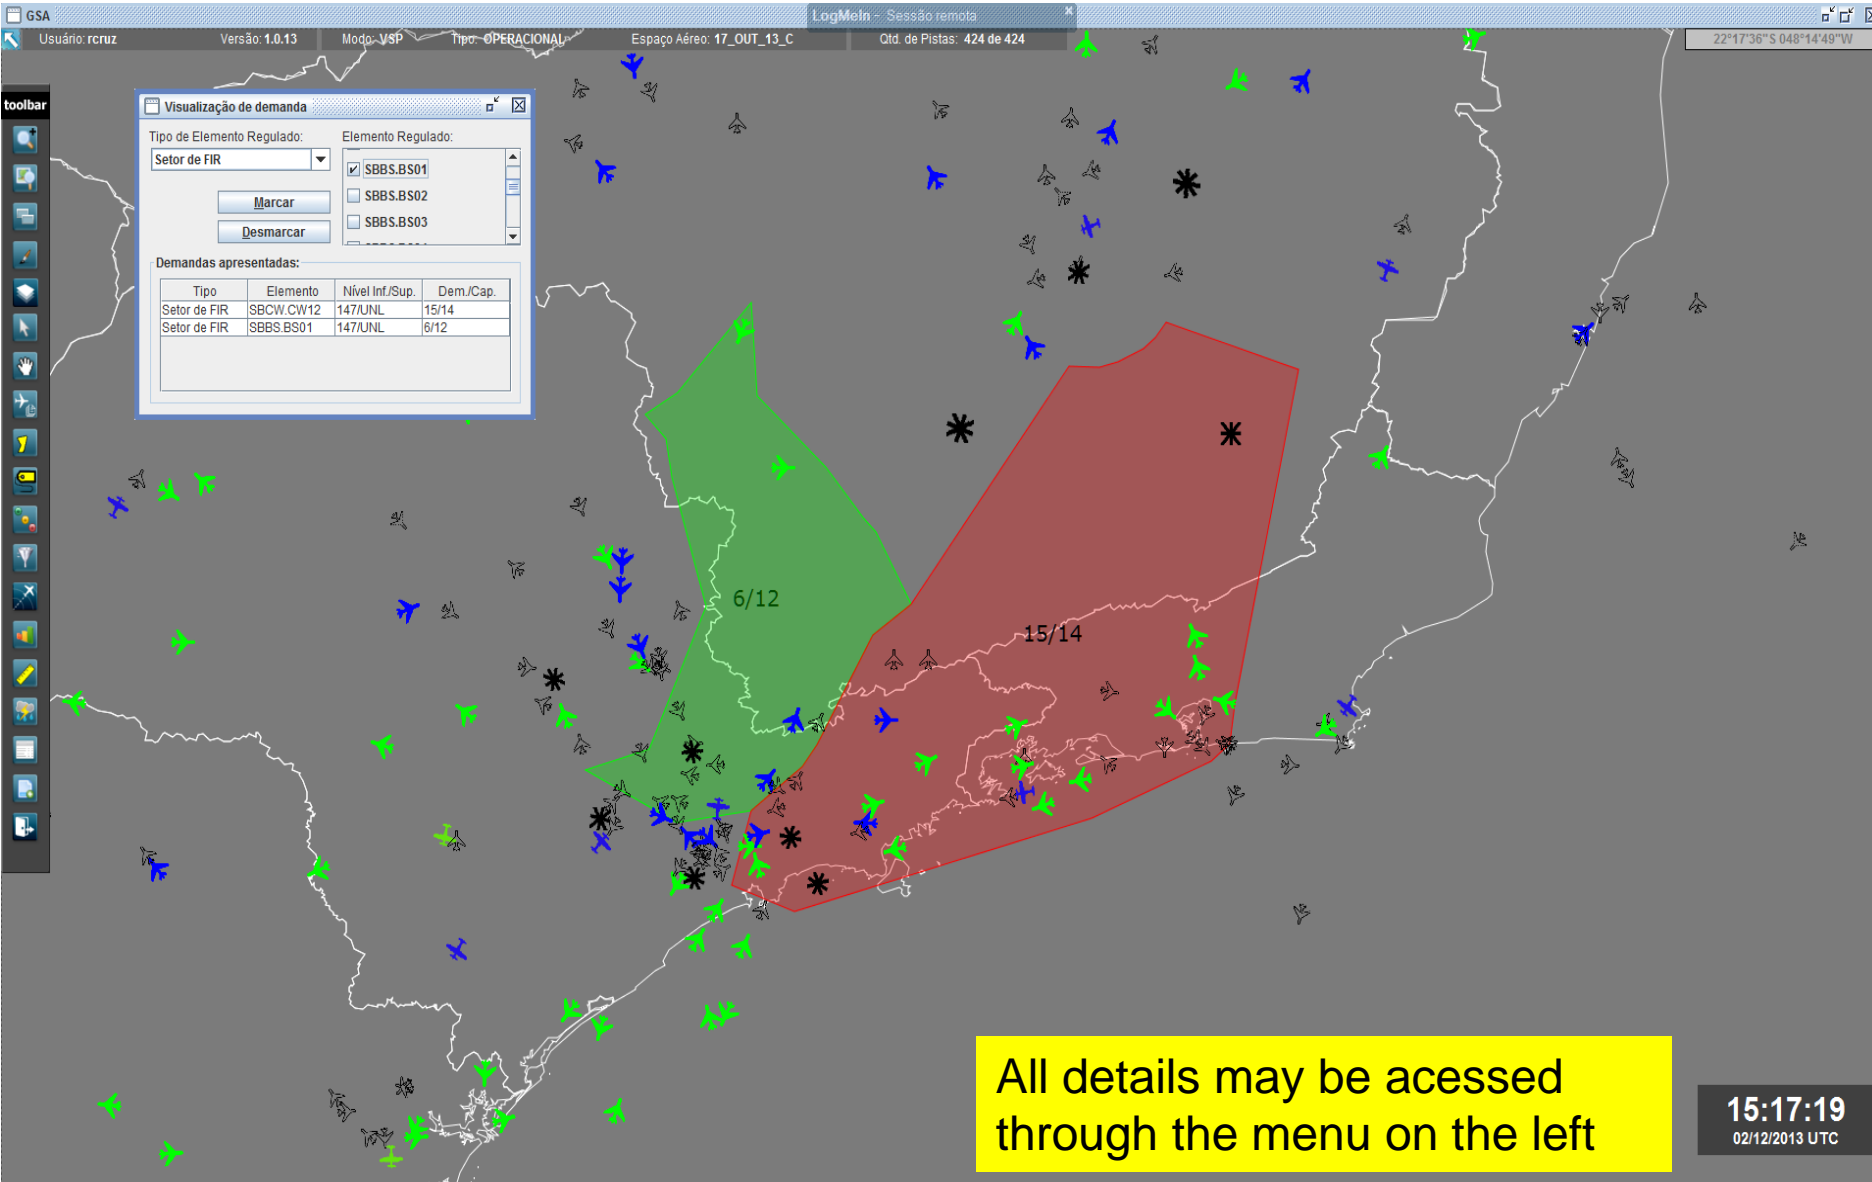 GSA
LogMeIn - Sessão remota
Usuário: rcruz Versão: 1.0.13 Modo: VSP Tipo: OPERACIONAL Espaço Aéreo: 17_OUT_13_C Qtd. de Pistas: 424 de 424
22°17'36"S 048°14'49"W
toolbar
Visualização de demanda
Tipo de Elemento Regulado: Elemento Regulado:
Setor de FIR
SBBS.BS01
SBBS.BS02
SBBS.BS03
Marcar
Desmarcar
Demandas apresentadas:
Tipo Elemento Nível Inf./Sup. Dem./Cap.
Setor de FIR SBCW.CW12 147/UNL 15/14
Setor de FIR SBBS.BS01 147/UNL 6/12
6/12
15/14
All details may be acessed
through the menu on the left
15:17:19
02/12/2013 UTC